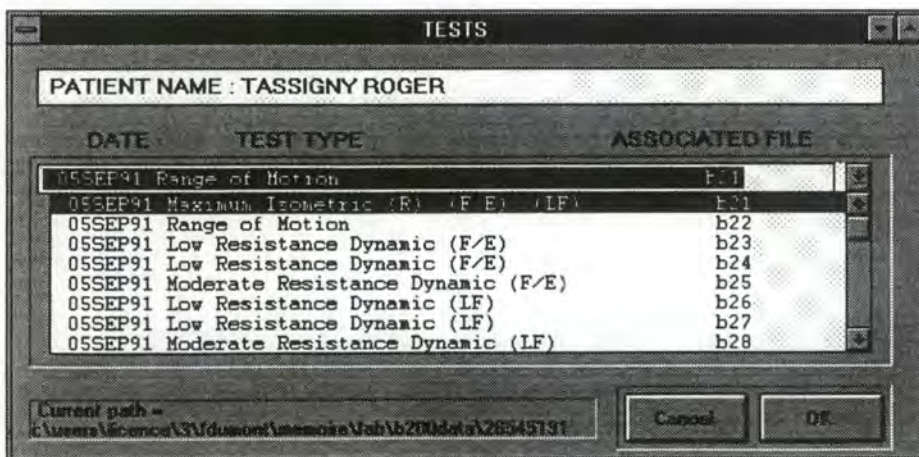 TESTS
PATIENT NAME : TASSIGNY ROGER
DATE TEST TYPE ASSOCIATED FILE
05SEP91 Range of Motion
05SEP91 Maximum Isometric (R) (F E) (LF) b21
05SEP91 Range of Motion b22
05SEP91 Low Resistance Dynamic (F/E) b23
05SEP91 Low Resistance Dynamic (F/E) b24
05SEP91 Moderate Resistance Dynamic (F/E) b25
05SEP91 Low Resistance Dynamic (LF) b26
05SEP91 Low Resistance Dynamic (LF) b27
05SEP91 Moderate Resistance Dynamic (LF) b28
Current path =
Cancel OK